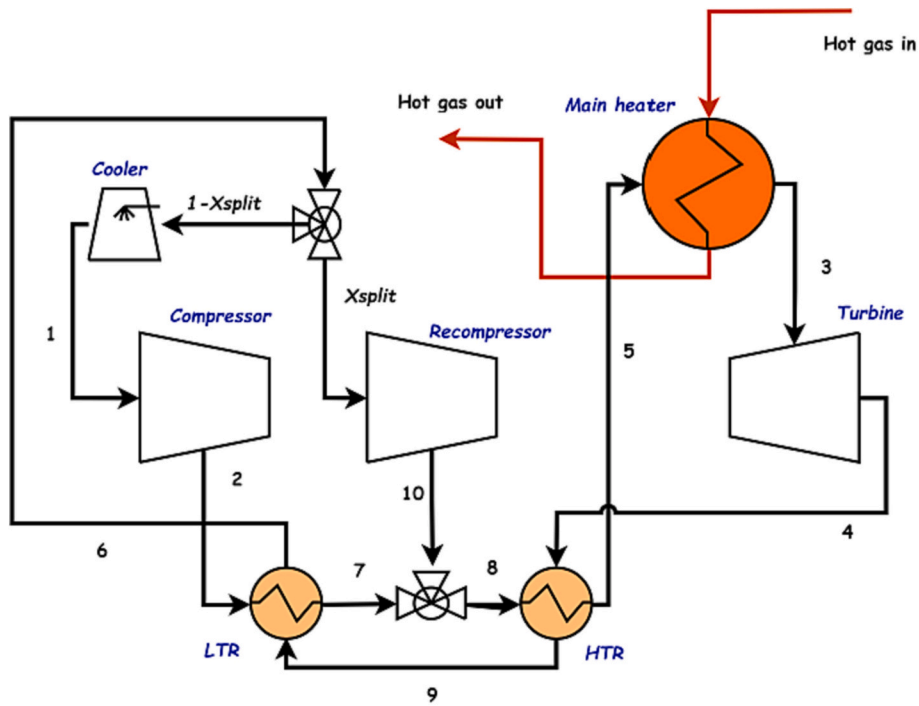 Hot gas in
Hot gas out
Main heater
Cooler
1-Xsplit
3
Xsplit
Compressor
Recompressor
Turbine
1
5
2
10
4
6
7
8
LTR
HTR
9